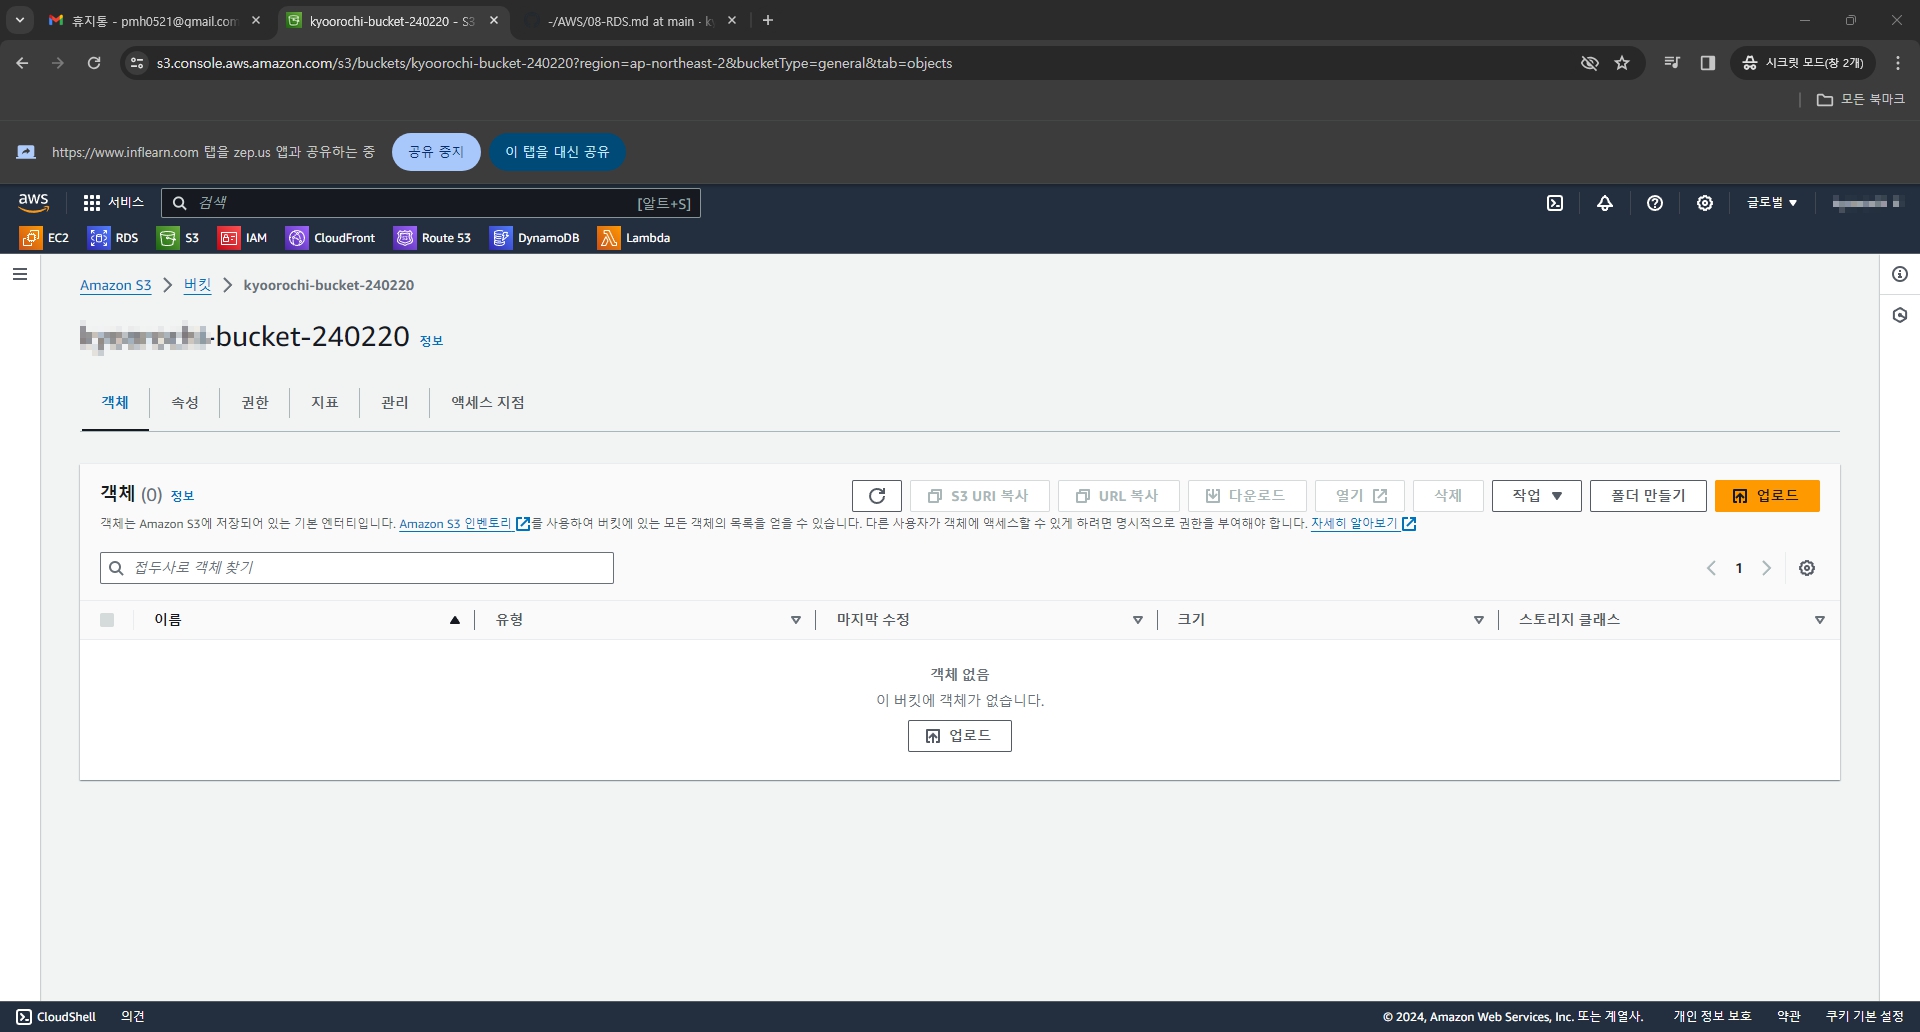 휴지통 - pmh0521@gmail.com
kyoorochi-bucket-240220 - S3
-/AWS/08-RDS.md at main · k
s3.console.aws.amazon.com/s3/buckets/kyoorochi-bucket-240220?region=ap-northeast-2&bucketType=general&tab=objects
시크릿 모드(창 2개)
모든 북마크
https://www.inflearn.com 탭을 zep.us 앱과 공유하는 중 공유 중지 이 탭을 대신 공유
aws 서비스 검색 [알트+S] 글로벌 ▼
EC2 RDS S3 IAM CloudFront Route 53 DynamoDB Lambda
Amazon S3 > 버킷 > kyoorochi-bucket-240220
-bucket-240220 정보
객체 속성 권한 지표 관리 액세스 지점
객체 (0) 정보 S3 URI 복사 URL 복사 다운로드 열기 삭제 작업 ▼ 폴더 만들기 업로드
객체는 Amazon S3에 저장되어 있는 기본 엔터티입니다. Amazon S3 인벤토리를 사용하여 버킷에 있는 모든 객체의 목록을 얻을 수 있습니다. 다른 사용자가 객체에 액세스할 수 있게 하려면 명시적으로 권한을 부여해야 합니다. 자세히 알아보기
접두사로 객체 찾기 1
이름 유형 마지막 수정 크기 스토리지 클래스
객체 없음
이 버킷에 객체가 없습니다.
업로드
CloudShell 의견 © 2024, Amazon Web Services, Inc. 또는 계열사. 개인 정보 보호 약관 쿠키 기본 설정